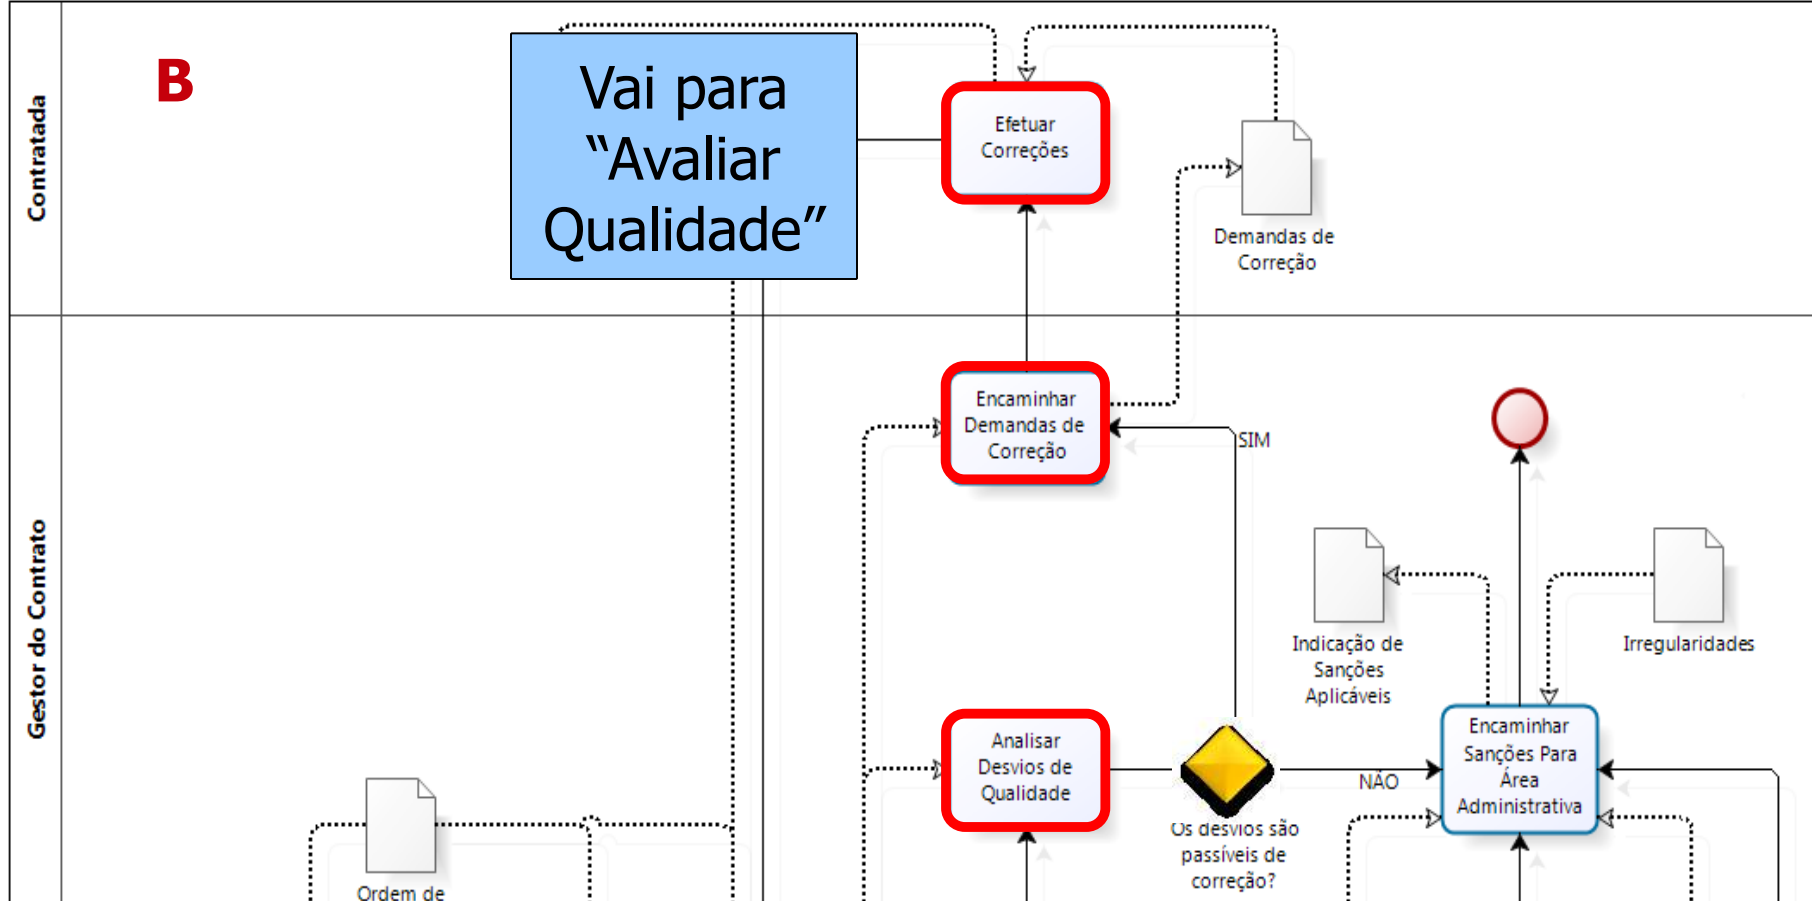 B
Contratada
Vai para
“Avaliar
Qualidade”
Efetuar
Correções
Demandas de
Correção
Gestor do Contrato
Encaminhar
Demandas de
Correção
SIM
Indicação de
Sanções
Aplicáveis
Irregularidades
Analisar
Desvios de
Qualidade
Os desvios são
passíveis de
correção?
NÃO
Encaminhar
Sanções Para
Área
Administrativa
Ordem de